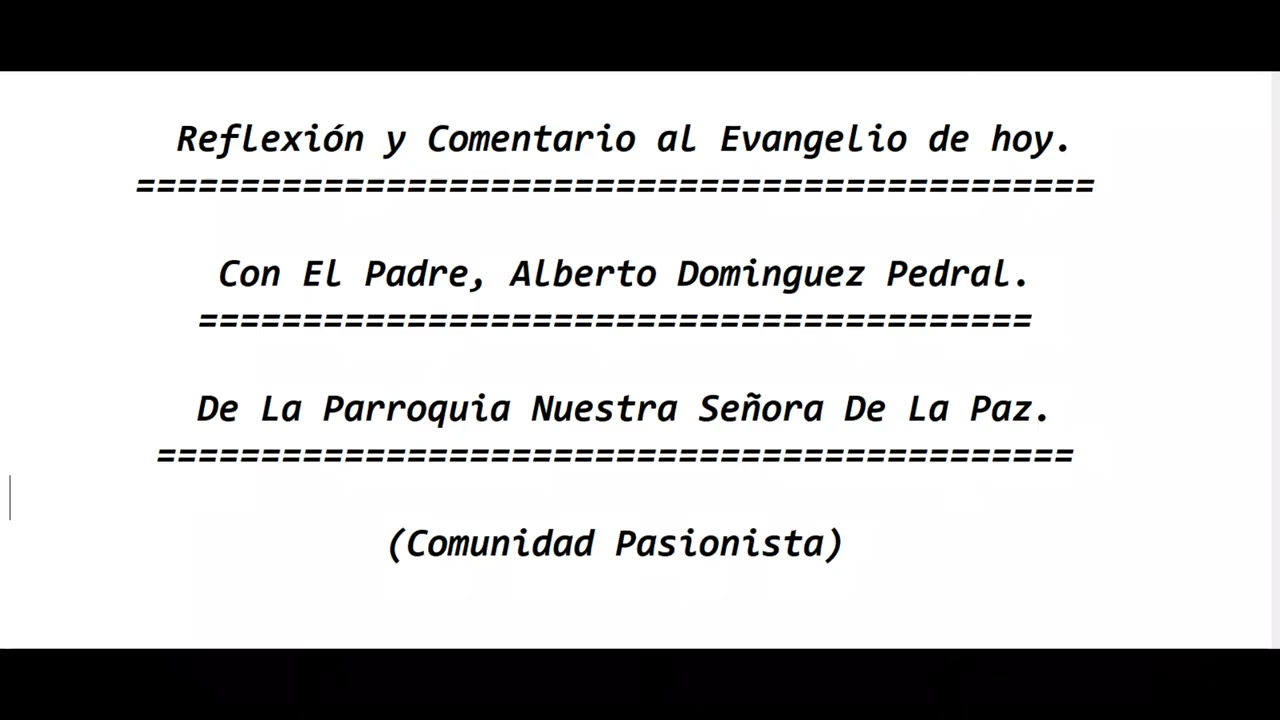 Reflexión y Comentario al Evangelio de hoy.
==============================================
Con El Padre, Alberto Dominguez Pedral.
========================================
De La Parroquia Nuestra Señora De La Paz.
============================================
(Comunidad Pasionista)